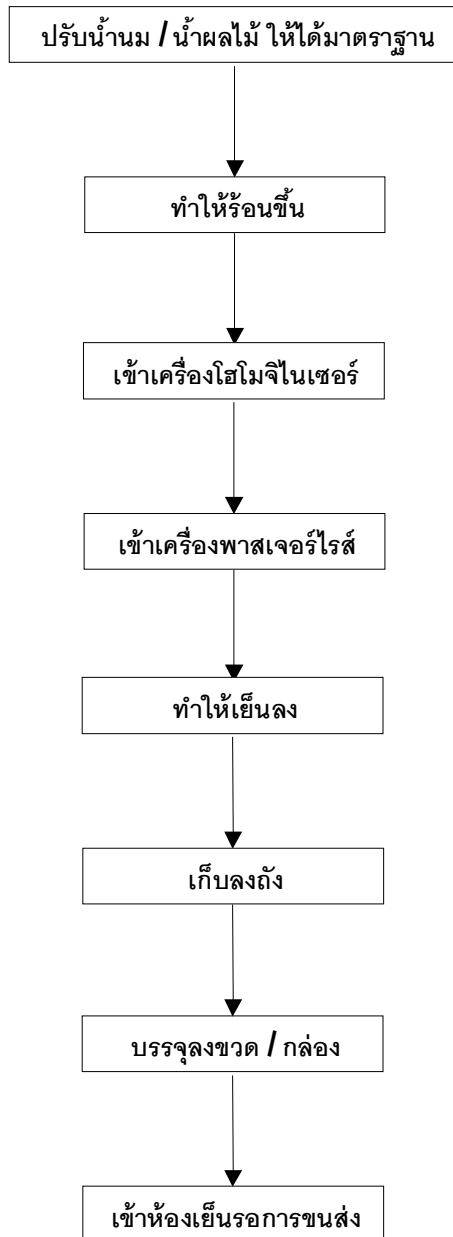 ปรับน้ำนม / น้ำผลไม้ ให้ได้มาตราฐาน
ทำให้ร้อนขึ้น
เข้าเครื่องโฮโมจิไนเซอร์
เข้าเครื่องพาสเจอร์ไรส์
ทำให้เย็นลง
เก็บลงถัง
บรรจุลงขวด / กล่อง
เข้าห้องเย็นรอการขนส่ง